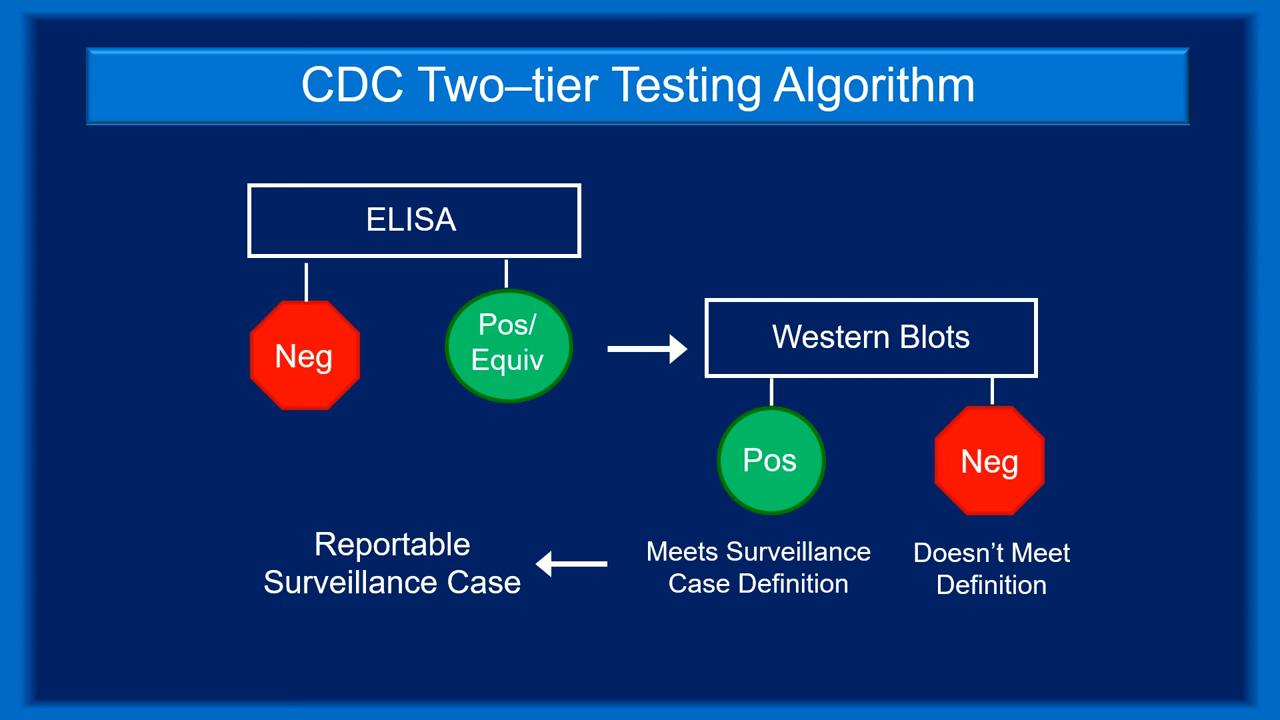 CDC Two–tier Testing Algorithm
ELISA
Neg
Pos/
Equiv
Western Blots
Pos
Neg
Meets Surveillance
Case Definition
Doesn’t Meet
Definition
Reportable
Surveillance Case